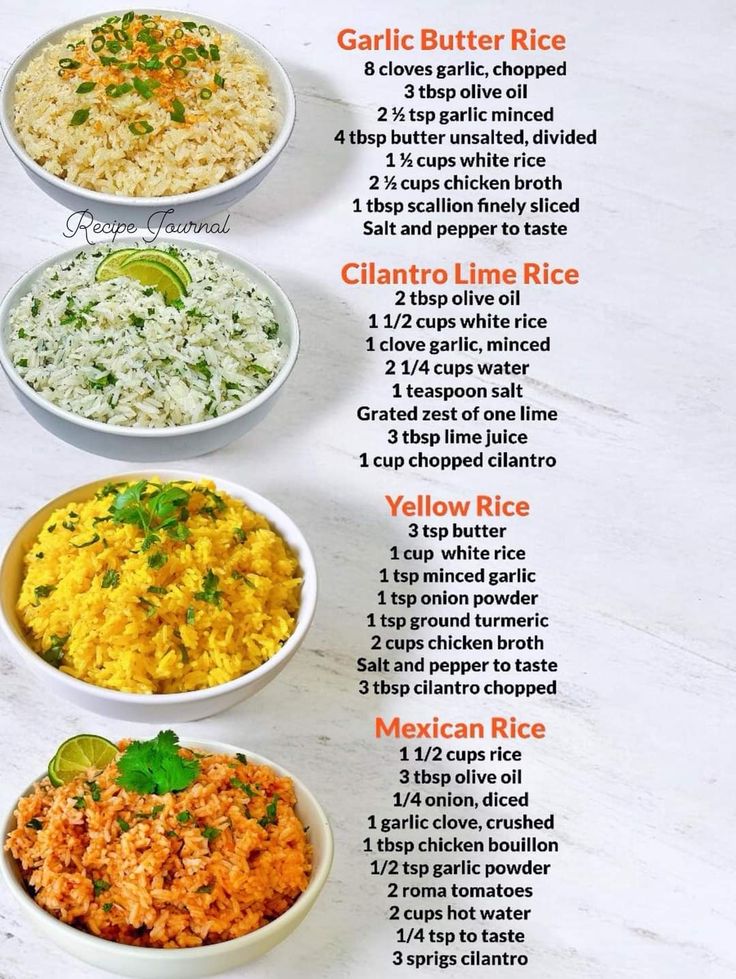 Garlic Butter Rice
8 cloves garlic, chopped
3 tbsp olive oil
2 ½ tsp garlic minced
4 tbsp butter unsalted, divided
1 ½ cups white rice
2 ½ cups chicken broth
1 tbsp scallion finely sliced
Salt and pepper to taste
Recipe Journal
Cilantro Lime Rice
2 tbsp olive oil
1 1/2 cups white rice
1 clove garlic, minced
2 1/4 cups water
1 teaspoon salt
Grated zest of one lime
3 tbsp lime juice
1 cup chopped cilantro
Yellow Rice
3 tsp butter
1 cup white rice
1 tsp minced garlic
1 tsp onion powder
1 tsp ground turmeric
2 cups chicken broth
Salt and pepper to taste
3 tbsp cilantro chopped
Mexican Rice
1 1/2 cups rice
3 tbsp olive oil
1/4 onion, diced
1 garlic clove, crushed
1 tbsp chicken bouillon
1/2 tsp garlic powder
2 roma tomatoes
2 cups hot water
1/4 tsp to taste
3 sprigs cilantro